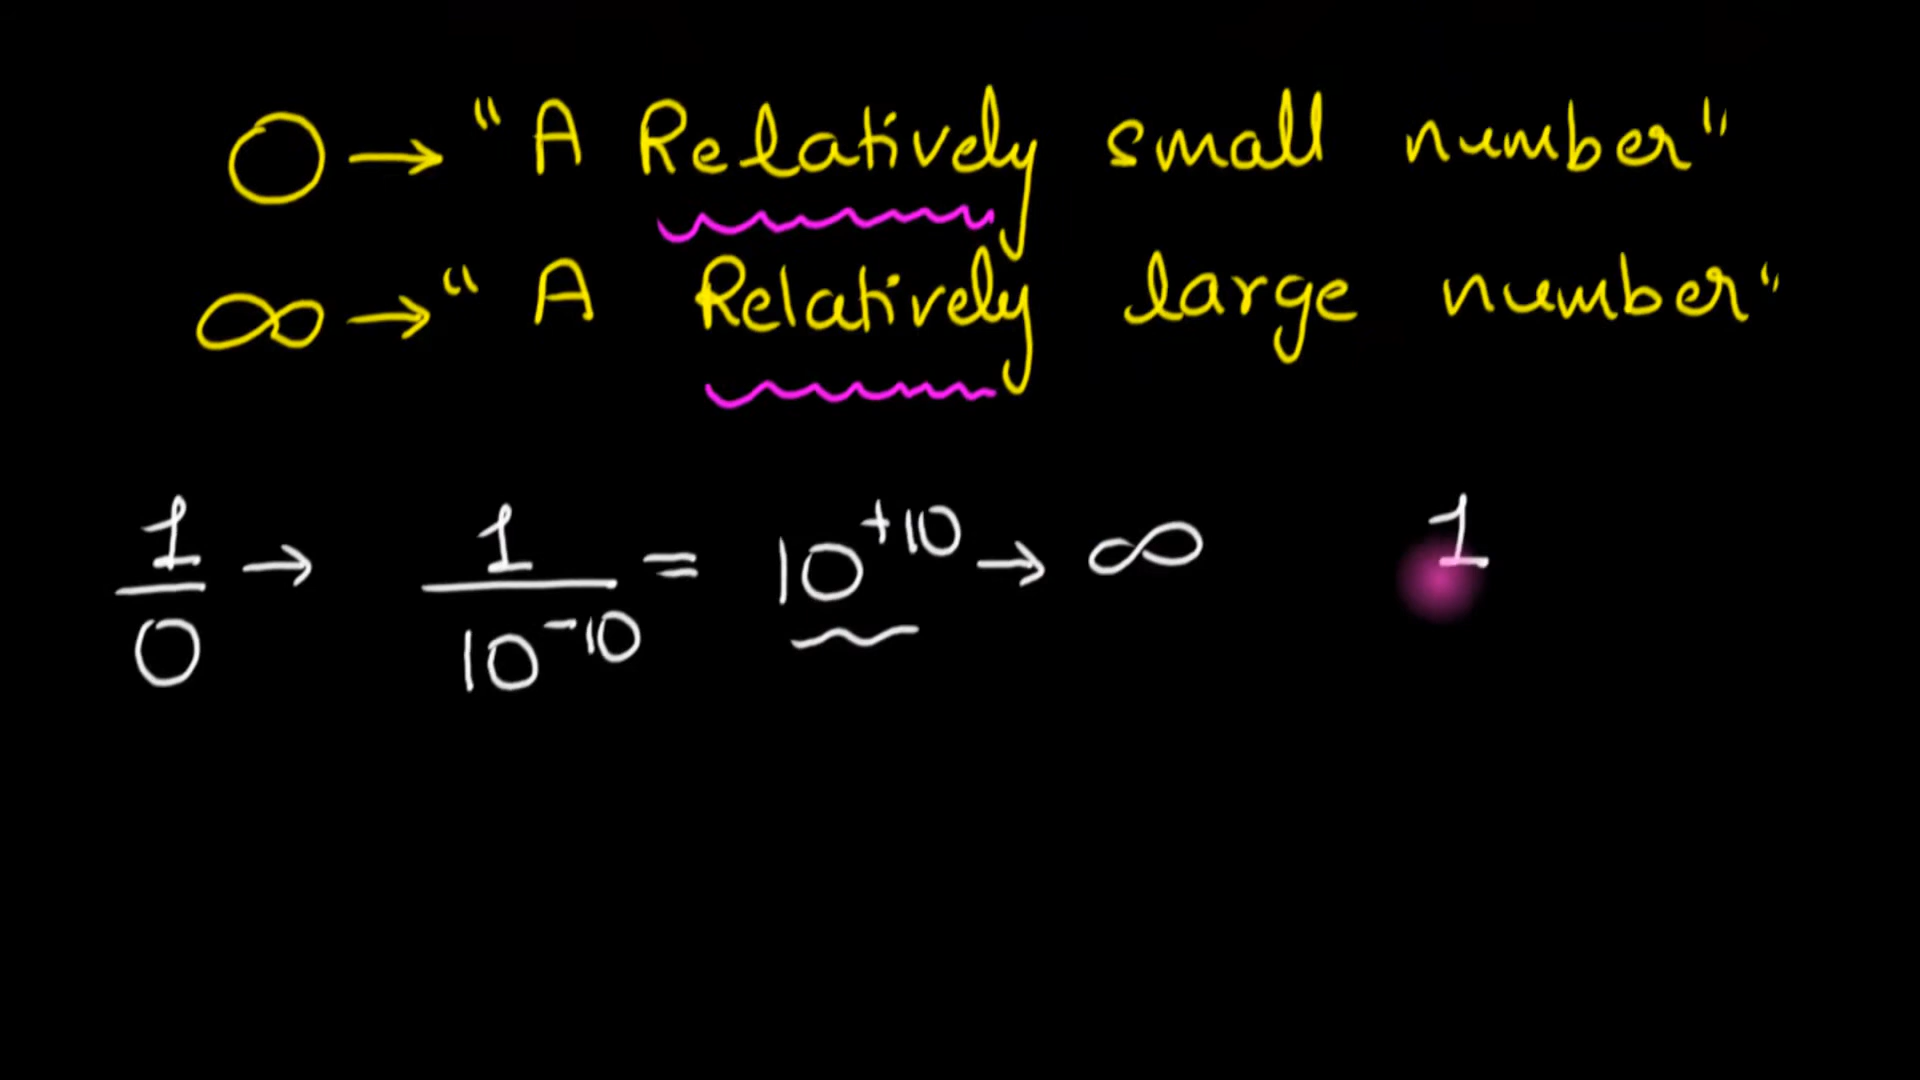 0 → "A Relatively small number"
∞ → "A Relatively large number"
1/0 → 1/10⁻¹⁰ = 10⁺¹⁰ → ∞ 1